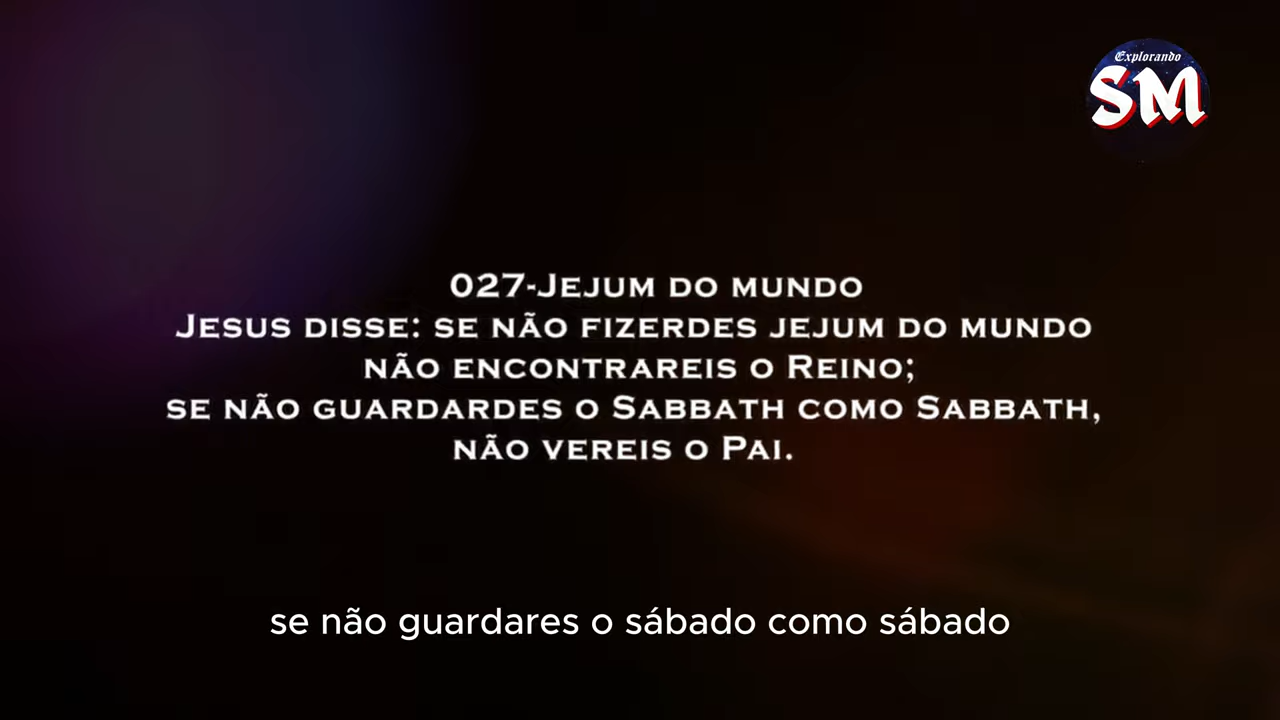 Explorando
SM
027-Jejum do mundo
Jesus disse: se não fizerdes jejum do mundo
não encontrareis o Reino;
se não guardardes o Sabbath como Sabbath,
não vereis o Pai.
se não guardares o sábado como sábado